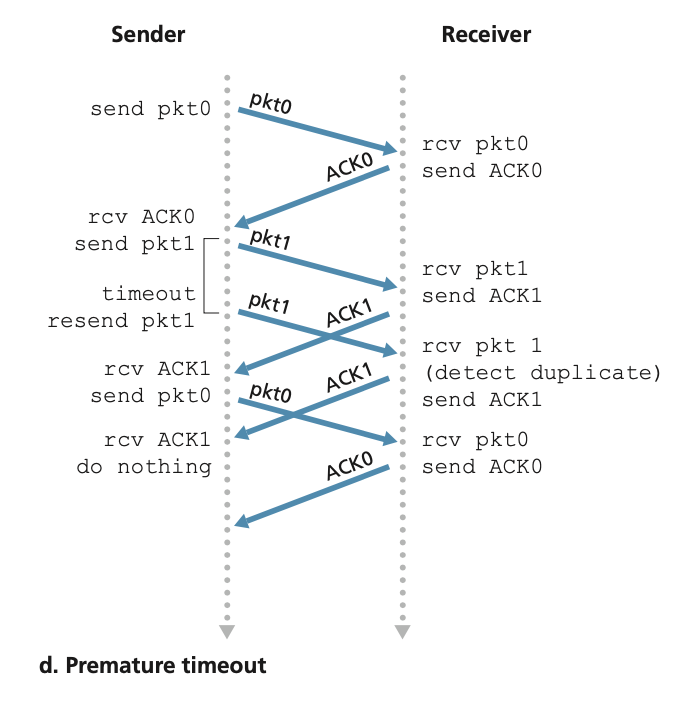 Sender
Receiver
send pkt0
pkt0
rcv pkt0
send ACK0
ACK0
rcv ACK0
send pkt1
pkt1
rcv pkt1
send ACK1
timeout
resend pkt1
pkt1
ACK1
rcv pkt 1
(detect duplicate)
send ACK1
rcv ACK1
send pkt0
pkt0
ACK1
rcv ACK1
do nothing
rcv pkt0
send ACK0
ACK0
d. Premature timeout